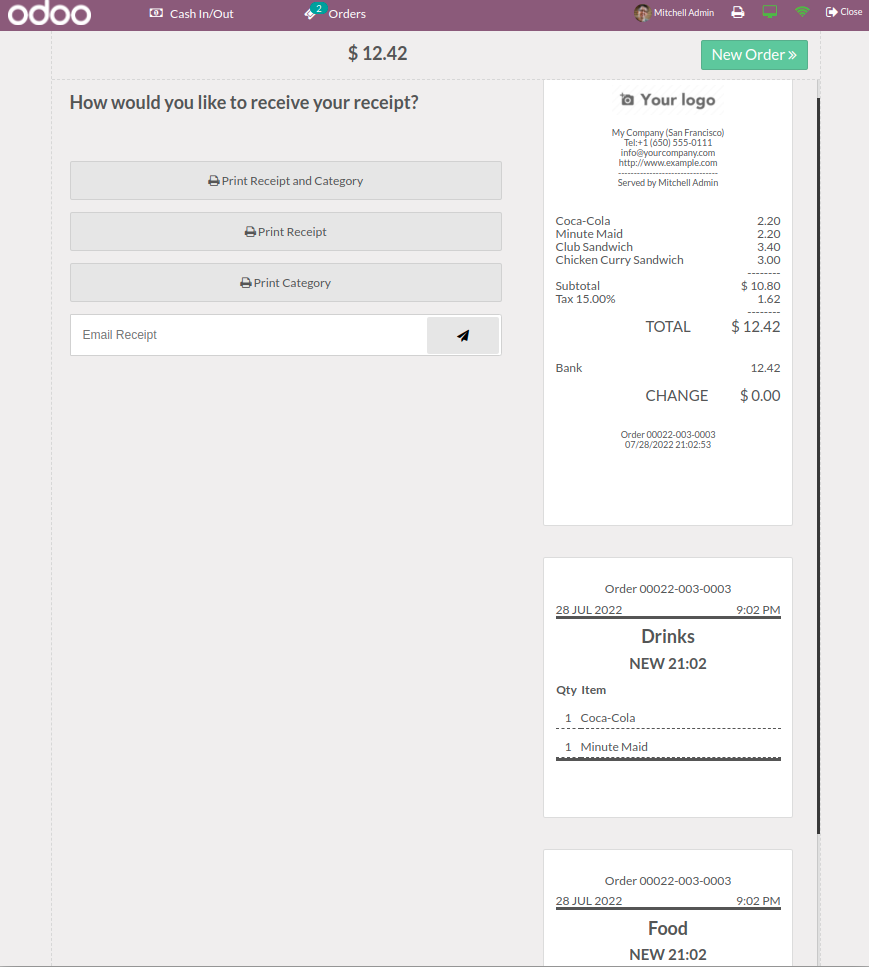 odoo Cash In/Out 2 Orders Mitchell Admin Close
$ 12.42
New Order
How would you like to receive your receipt?
Print Receipt and Category
Print Receipt
Print Category
Email Receipt
Your logo
My Company (San Francisco)
Tel:+1 (650) 555-0111
info@yourcompany.com
http://www.example.com
--------------------------------
Served by Mitchell Admin
Coca-Cola 2.20
Minute Maid 2.20
Club Sandwich 3.40
Chicken Curry Sandwich 3.00
--------
Subtotal $ 10.80
Tax 15.00% 1.62
--------
TOTAL $ 12.42
Bank 12.42
CHANGE $ 0.00
Order 00022-003-0003
07/28/2022 21:02:53
Order 00022-003-0003
28 JUL 2022 9:02 PM
Drinks
NEW 21:02
Qty Item
1 Coca-Cola
1 Minute Maid
Order 00022-003-0003
28 JUL 2022 9:02 PM
Food
NEW 21:02